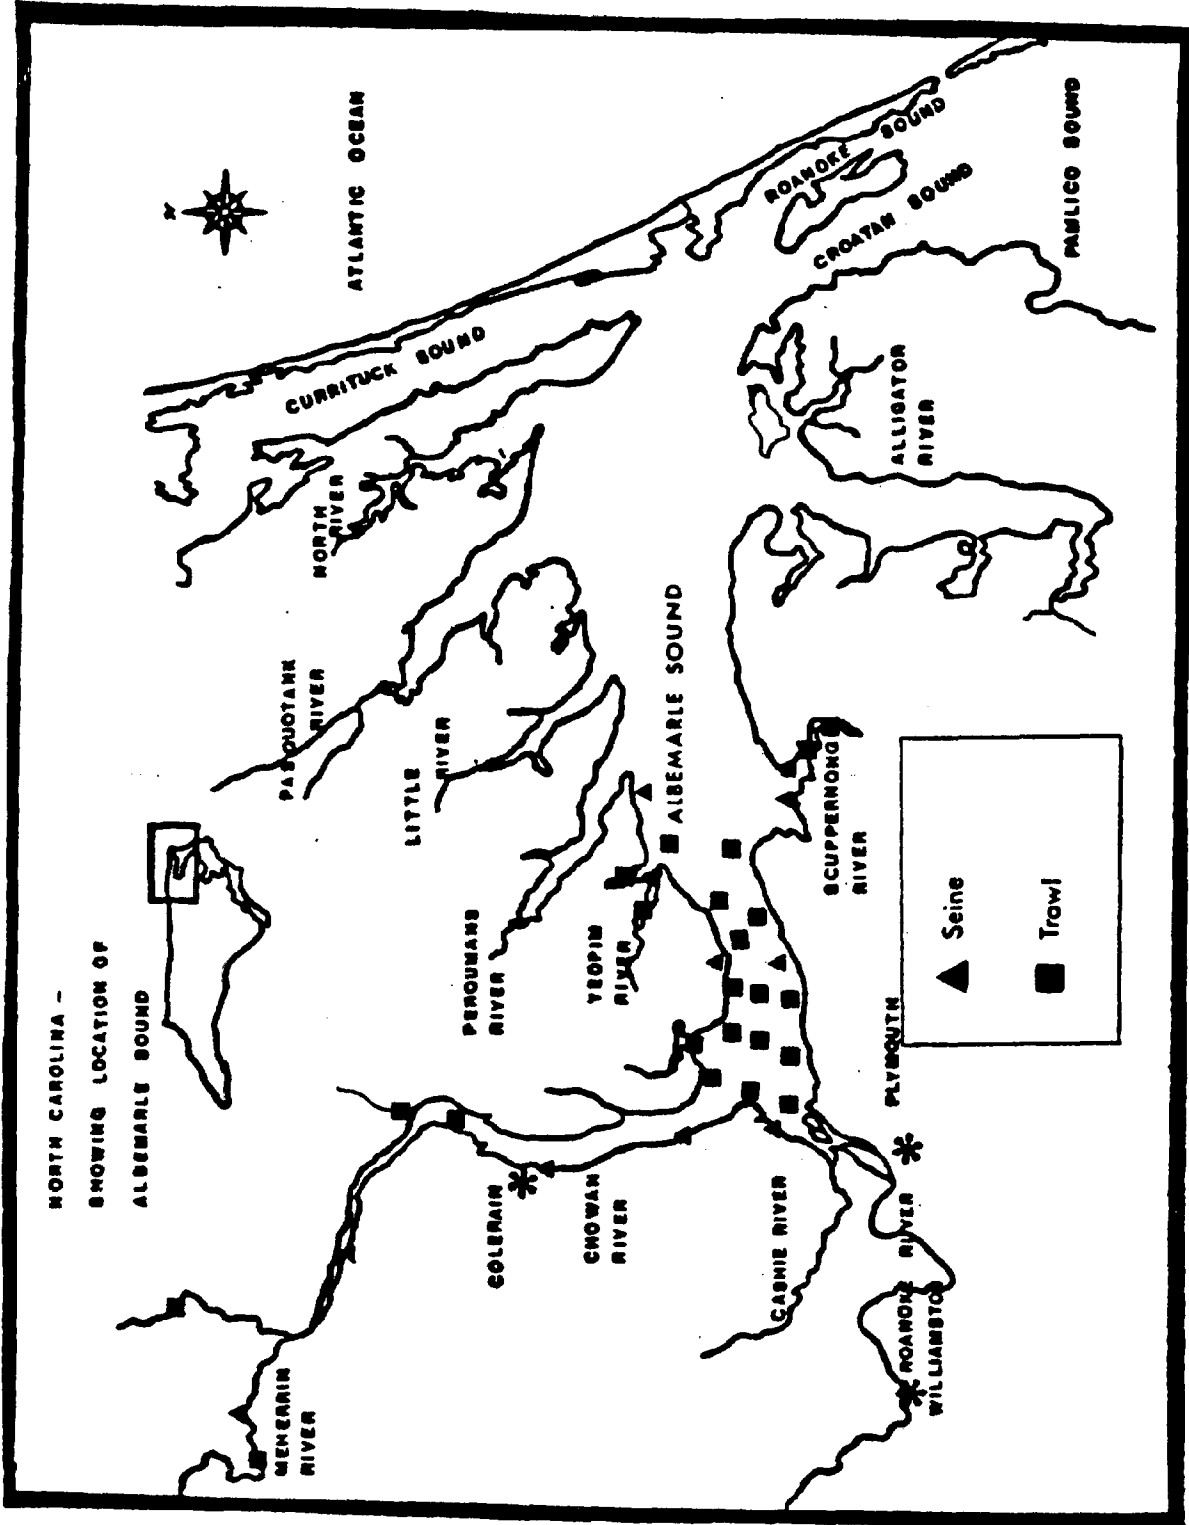 NORTH CAROLINA –
SHOWING LOCATION OF
ALBEMARLE SOUND
N
ATLANTIC OCEAN
CURRITUCK SOUND
ROANOKE SOUND
CROATAN SOUND
PAMLICO SOUND
NORTH
RIVER
PASQUOTANK
RIVER
LITTLE
RIVER
ALBEMARLE SOUND
ALLIGATOR
RIVER
PERQUMANS
RIVER
YEOPIM
RIVER
SCUPPERNONG
RIVER
MEHERRIN
RIVER
COLERAIN
CHOWAN
RIVER
CASHIE RIVER
PLYMOUTH
ROANOKE RIVER
WILLIAMSTON
Seine
Trawl